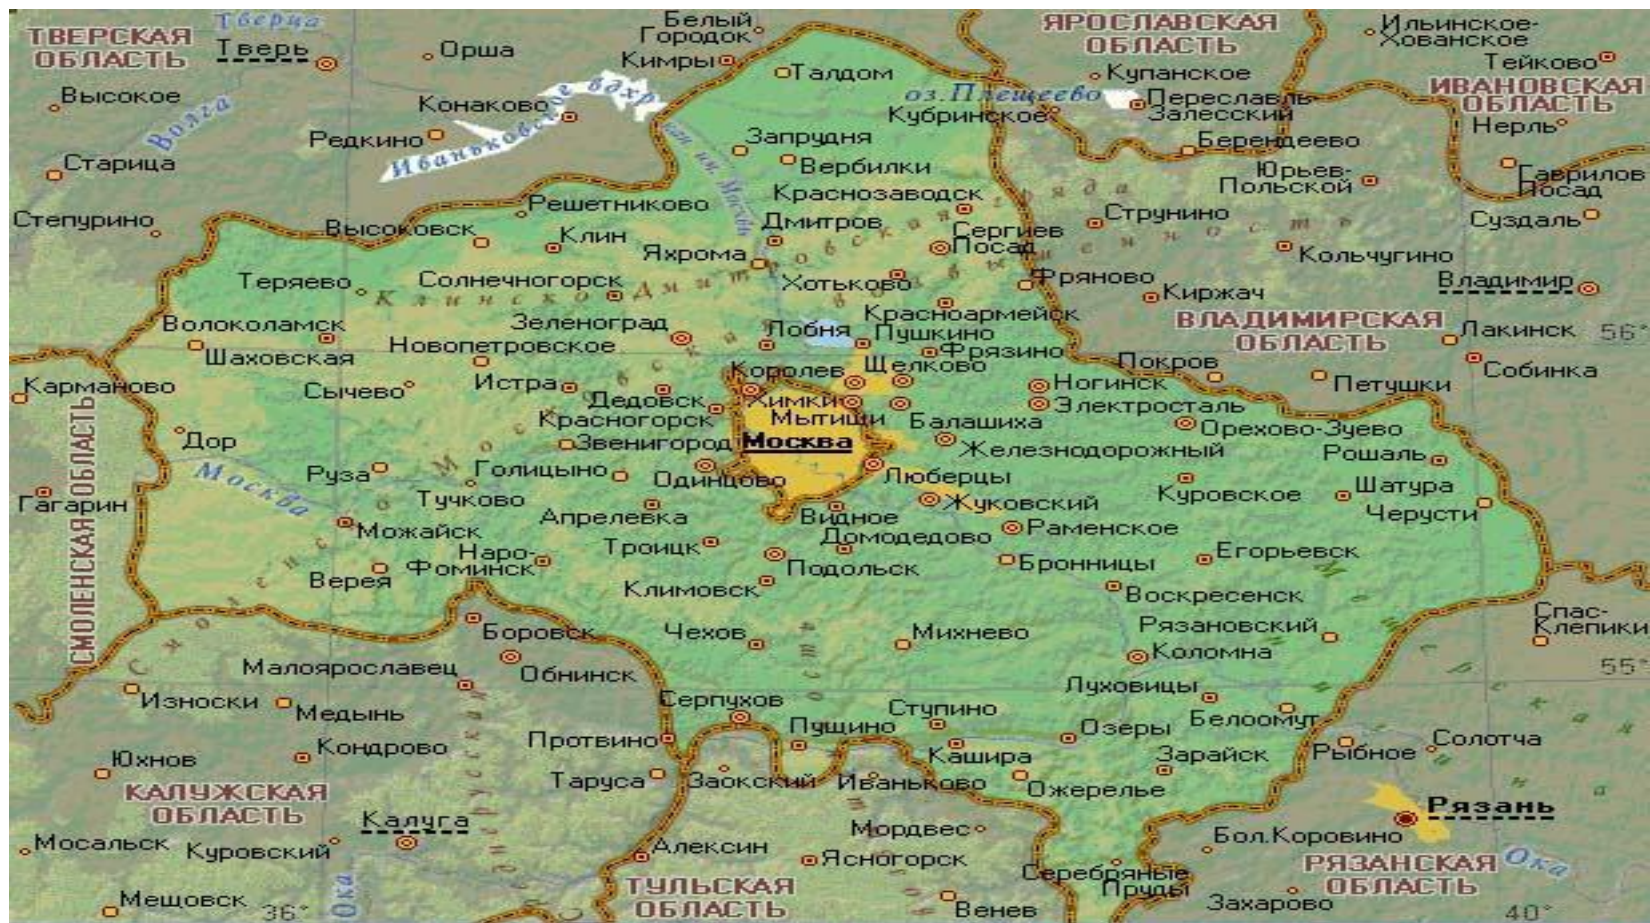 Тверца
Белый
Городок
ЯРОСЛАВСКАЯ
ОБЛАСТЬ
Ильинское-
Хованское
ТВЕРСКАЯ
ОБЛАСТЬ
Тверь
Орша
Кимры
Талдом
Купанское
Тейково
ИВАНОВСКАЯ
ОБЛАСТЬ
Высокое
Волга
Конаково
Иваньковское вдхр
оз.Плещеево
Переславль-
Залесский
Кубринское
Нерль
Редкино
Запрудня
Берендеево
Старица
Вербилки
Юрьев-
Польской
Гаврилов
Посад
кан им. Москвы
Краснозаводск
Решетниково
Степурино
Высоковск
Клин
Дмитров
Сергиев
Посад
Струнино
Суздаль
Яхрома
Кольчугино
Теряево
Солнечногорск
Хотьково
Фряново
Киржач
Владимир
Клинско-Дмитровская гряда
Волоколамск
Зеленоград
Лобня
Красноармейск
Пушкино
ВЛАДИМИРСКАЯ
ОБЛАСТЬ
Лакинск
56°
Шаховская
Новопетровское
Фрязино
Покров
Собинка
Карманово
Сычево
Истра
Королев
Щелково
Ногинск
Петушки
Дедовск
Химки
Электросталь
Красногорск
Мытищи
Балашиха
Орехово-Зуево
СМОЛЕНСКАЯ ОБЛАСТЬ
Дор
Звенигород
Москва
Железнодорожный
Рошаль
Москва
Руза
Голицыно
Одинцово
Люберцы
Куровское
Шатура
Гагарин
Тучково
Жуковский
Черусти
Апрелевка
Видное
Можайск
Раменское
Троицк
Домодедово
Наро-
Фоминск
Егорьевск
Верея
Подольск
Бронницы
Климовск
Воскресенск
Спас-
Клепики
Боровск
Чехов
Михнево
Рязановский
Малоярославец
Обнинск
Коломна
55°
Износки
Медынь
Серпухов
Луховицы
Ступино
Белоомут
Пущино
Озеры
Протвино
Кондрово
Кашира
Рыбное
Солотча
Юхнов
Зарайск
Таруса
Заокский
Иваньково
Ожерелье
КАЛУЖСКАЯ
ОБЛАСТЬ
Калуга
Рязань
Мордвес
Бол.Коровино
Мосальск
Куровский
Алексин
Ясногорск
РЯЗАНСКАЯ
ОБЛАСТЬ
Ока
Серебряные
Пруды
ТУЛЬСКАЯ
ОБЛАСТЬ
Мещовск
36°
Ока
Венев
Захарово
40°